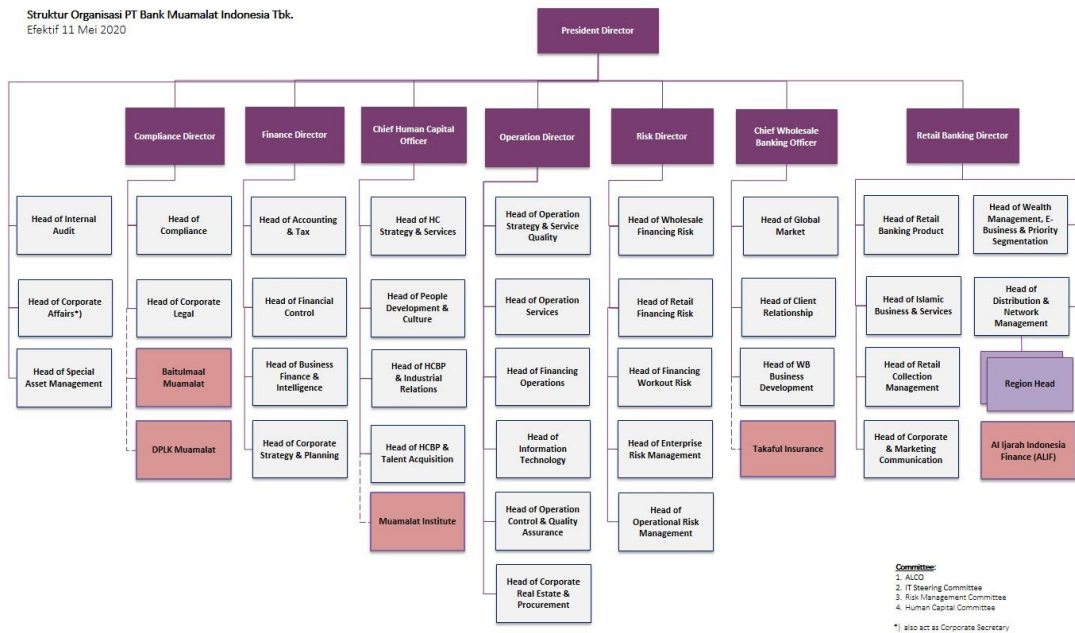 Struktur Organisasi PT Bank Muamalat Indonesia Tbk.
Efektif 11 Mei 2020
President Director
Compliance Director
Finance Director
Chief Human Capital
Officer
Operation Director
Risk Director
Chief Wholesale
Banking Officer
Retail Banking Director
Head of Internal
Audit
Head of
Compliance
Head of Accounting
& Tax
Head of HC
Strategy & Services
Head of Operation
Strategy & Service
Quality
Head of Wholesale
Financing Risk
Head of Global
Market
Head of Retail
Banking Product
Head of Wealth
Management, E-
Business & Priority
Segmentation
Head of Corporate
Affairs*)
Head of Corporate
Legal
Head of Financial
Control
Head of People
Development &
Culture
Head of Operation
Services
Head of Retail
Financing Risk
Head of Client
Relationship
Head of Islamic
Business & Services
Head of
Distribution &
Network
Management
Head of Special
Asset Management
Baitulmaal
Muamalat
Head of Business
Finance &
Intelligence
Head of HCBP
& Industrial
Relations
Head of Financing
Operations
Head of Financing
Workout Risk
Head of WB
Business
Development
Head of Retail
Collection
Management
Region Head
DPLK Muamalat
Head of Corporate
Strategy & Planning
Head of HCBP &
Talent Acquisition
Head of
Information
Technology
Head of Enterprise
Risk Management
Takaful Insurance
Head of Corporate
& Marketing
Communication
Al Ijarah Indonesia
Finance (ALIF)
Muamalat Institute
Head of Operation
Control & Quality
Assurance
Head of
Operational Risk
Management
Head of Corporate
Real Estate &
Procurement
Committee:
1. ALCO
2. IT Steering Committee
3. Risk Management Committee
4. Human Capital Committee
*) also act as Corporate Secretary